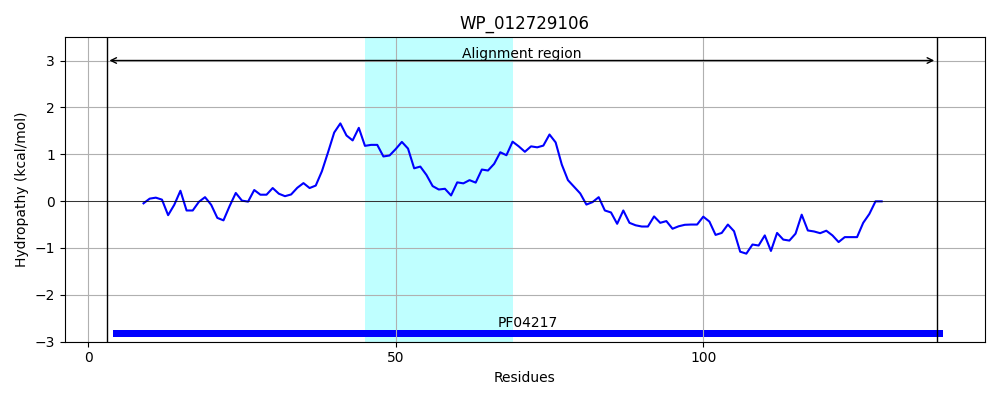 WP_012729106
Alignment region
3
2
1
0
−1
−2
−3
Hydropathy (kcal/mol)
PF04217
0 50 100
Residues